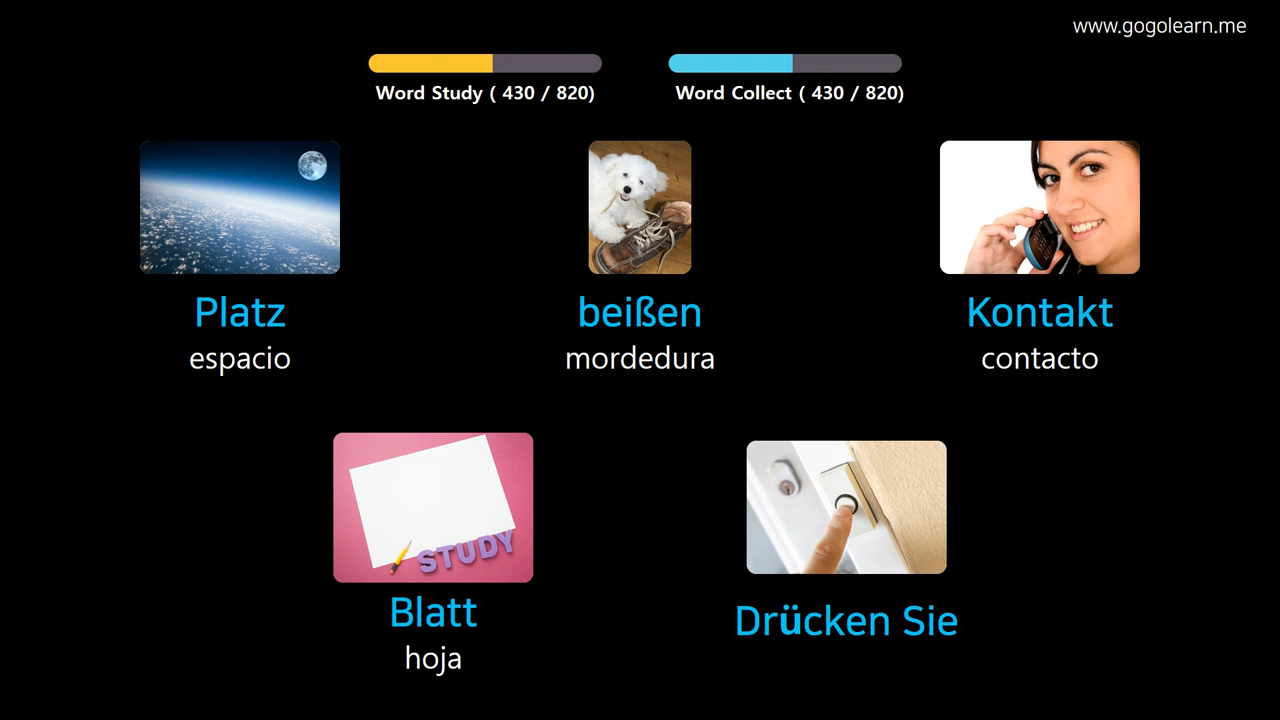 www.gogolearn.me
Word Study ( 430 / 820)
Word Collect ( 430 / 820)
Platz
espacio
beißen
mordedura
Kontakt
contacto
STUDY
Blatt
hoja
Drücken Sie